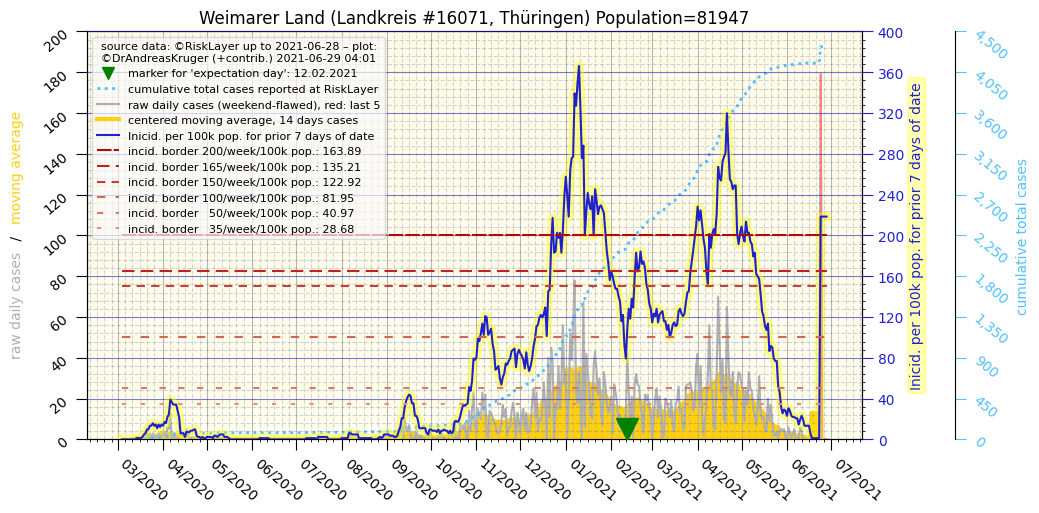 Weimarer Land (Landkreis #16071, Thüringen) Population=81947
source data: ©RiskLayer up to 2021-06-28 – plot:
©DrAndreasKruger (+contrib.) 2021-06-29 04:01
marker for 'expectation day': 12.02.2021
cumulative total cases reported at RiskLayer
raw daily cases (weekend-flawed), red: last 5
centered moving average, 14 days cases
Inicid. per 100k pop. for prior 7 days of date
incid. border 200/week/100k pop.: 163.89
incid. border 165/week/100k pop.: 135.21
incid. border 150/week/100k pop.: 122.92
incid. border 100/week/100k pop.: 81.95
incid. border 50/week/100k pop.: 40.97
incid. border 35/week/100k pop.: 28.68
raw daily cases / moving average
200
180
160
140
120
100
80
60
40
20
0
03/2020
04/2020
05/2020
06/2020
07/2020
08/2020
09/2020
10/2020
11/2020
12/2020
01/2021
02/2021
03/2021
04/2021
05/2021
06/2021
07/2021
400
360
320
280
240
200
160
120
80
40
0
Inicid. per 100k pop. for prior 7 days of date
4,500
4,050
3,600
3,150
2,700
2,250
1,800
1,350
900
450
0
cumulative total cases